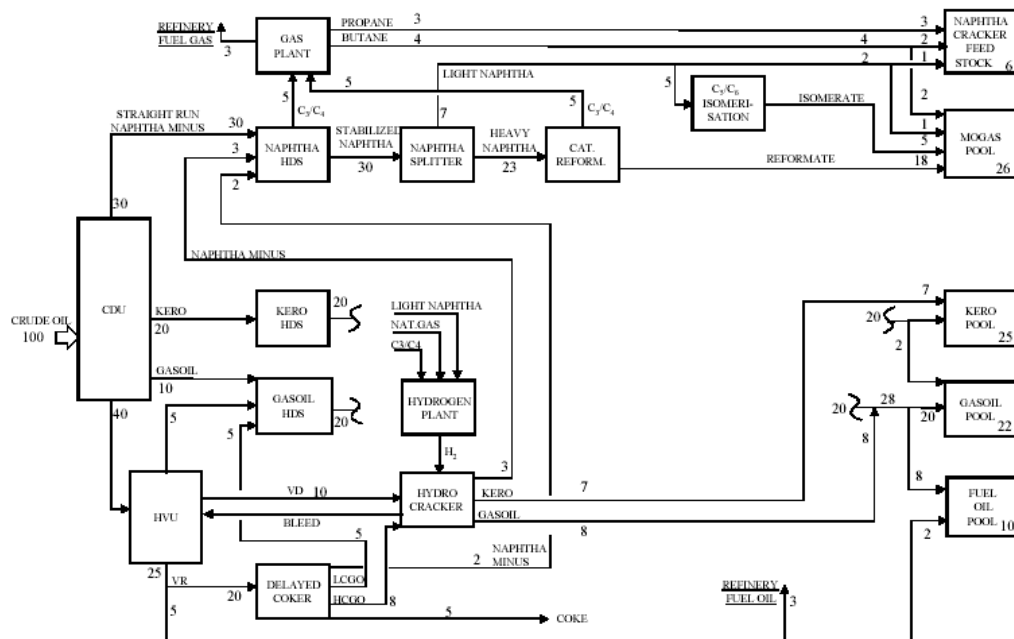 REFINERY
FUEL GAS
3
GAS
PLANT
PROPANE
3
BUTANE
4
3
4
2
1
NAPHTHA
CRACKER
FEED
STOCK
6
LIGHT NAPHTHA
2
5
C3/C4
5
7
5
C3/C4
5
C5/C6
ISOMERI-
SATION
ISOMERATE
2
1
5
18
MOGAS
POOL
26
STRAIGHT RUN
NAPHTHA MINUS
30
3
2
NAPHTHA
HDS
STABILIZED
NAPHTHA
30
NAPHTHA
SPLITTER
HEAVY
NAPHTHA
23
CAT.
REFORM.
REFORMATE
30
NAPHTHA MINUS
CDU
CRUDE OIL
100
KERO
20
KERO
HDS
20
LIGHT NAPHTHA
NAT.GAS
C3/C4
7
20
2
KERO
POOL
25
GASOIL
10
5
5
GASOIL
HDS
20
HYDROGEN
PLANT
H2
20
28
20
8
GASOIL
POOL
22
40
HVU
VD
10
BLEED
HYDRO
CRACKER
3
KERO
7
GASOIL
8
8
2
FUEL
OIL
POOL
10
25
VR
20
5
DELAYED
COKER
5
LCGO
HCGO
8
2
NAPHTHA
MINUS
5
COKE
REFINERY
FUEL OIL
3